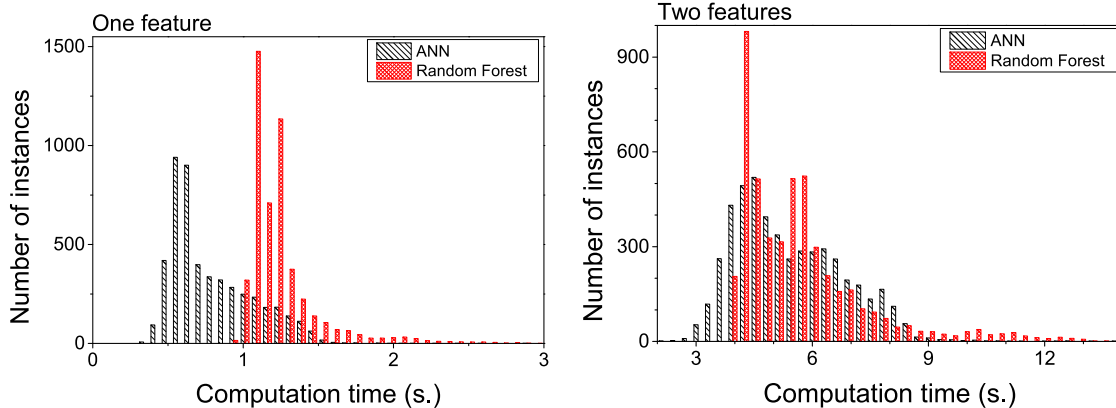 One feature
1500
1000
500
0
Number of instances
ANN
Random Forest
0
1
2
3
Computation time (s.)
Two features
900
600
300
0
Number of instances
ANN
Random Forest
3
6
9
12
Computation time (s.)